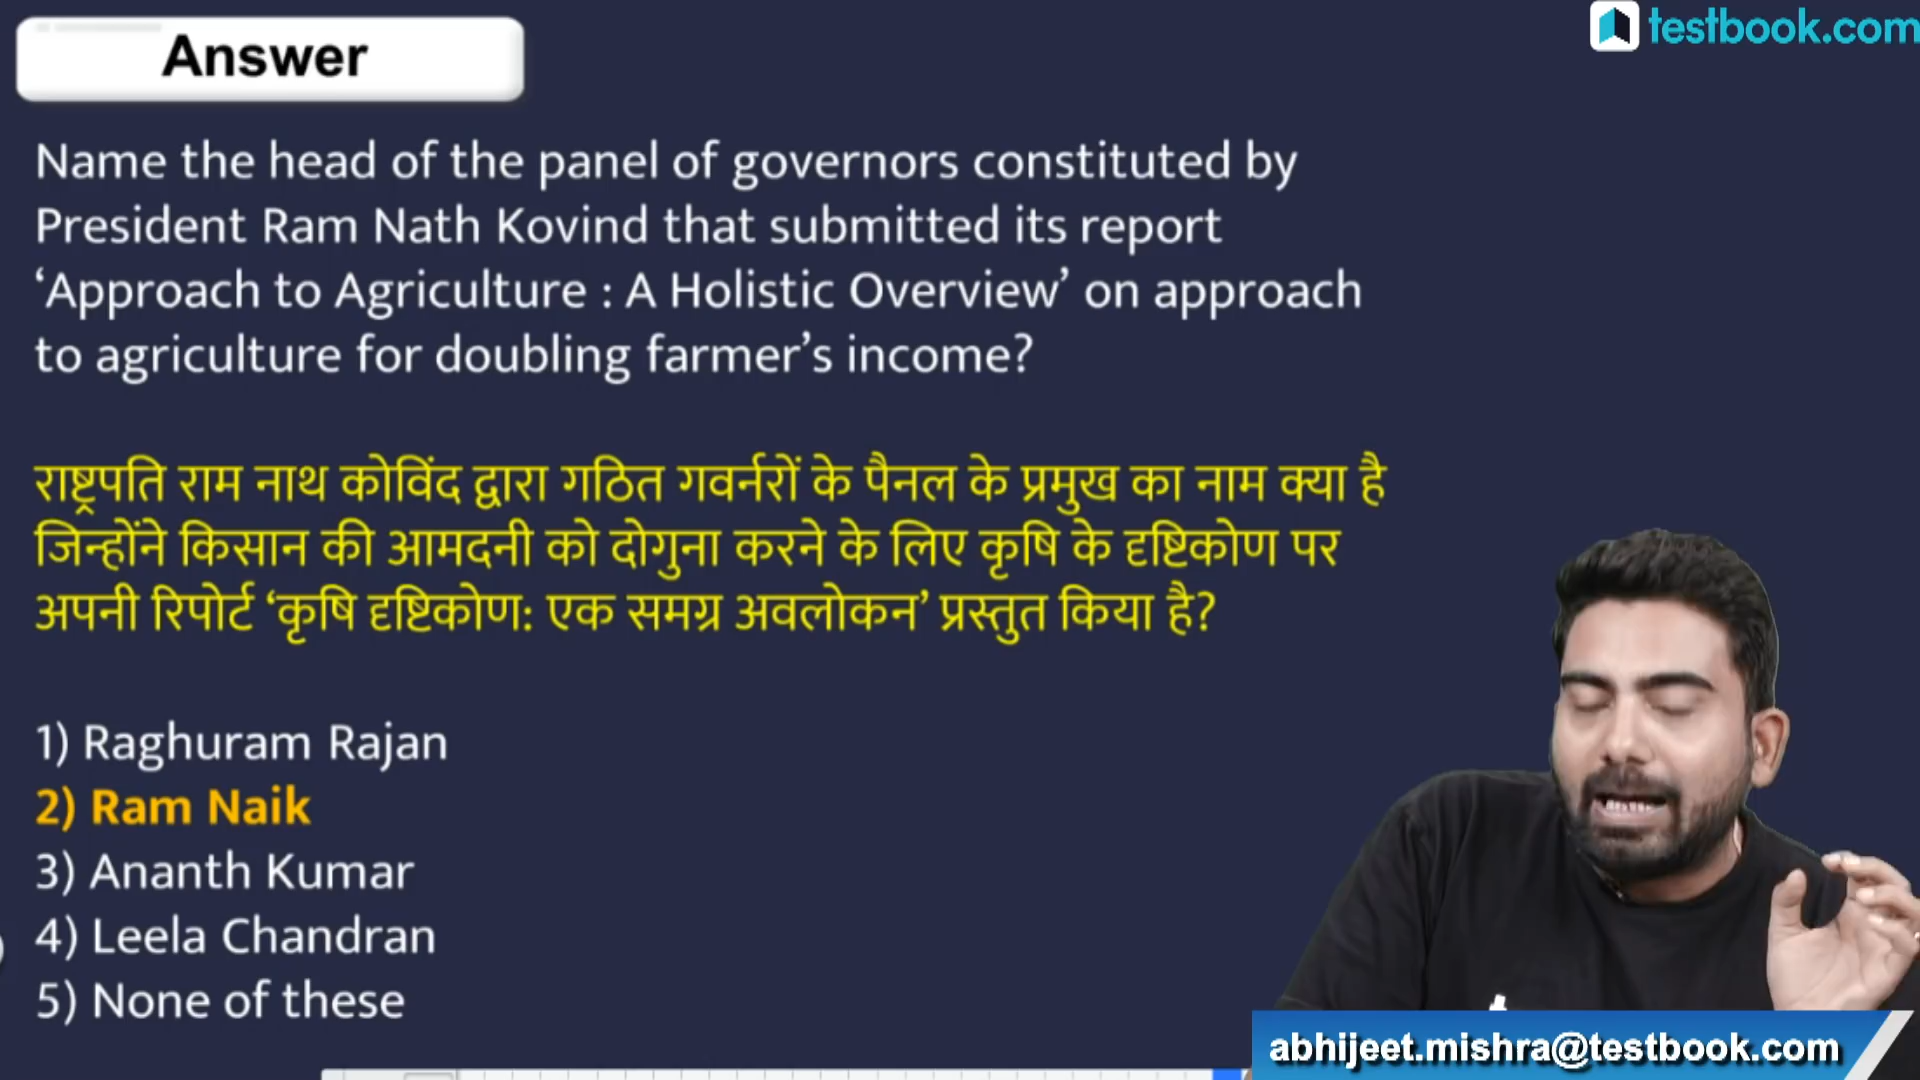 Answer
testbook.com
Name the head of the panel of governors constituted by
President Ram Nath Kovind that submitted its report
‘Approach to Agriculture : A Holistic Overview’ on approach
to agriculture for doubling farmer’s income?
राष्ट्रपति राम नाथ कोविंद द्वारा गठित गवर्नरों के पैनल के प्रमुख का नाम क्या है
जिन्होंने किसान की आमदनी को दोगुना करने के लिए कृषि के दृष्टिकोण पर
अपनी रिपोर्ट ‘कृषि दृष्टिकोण: एक समग्र अवलोकन’ प्रस्तुत किया है?
1) Raghuram Rajan
2) Ram Naik
3) Ananth Kumar
4) Leela Chandran
5) None of these
abhijeet.mishra@testbook.com